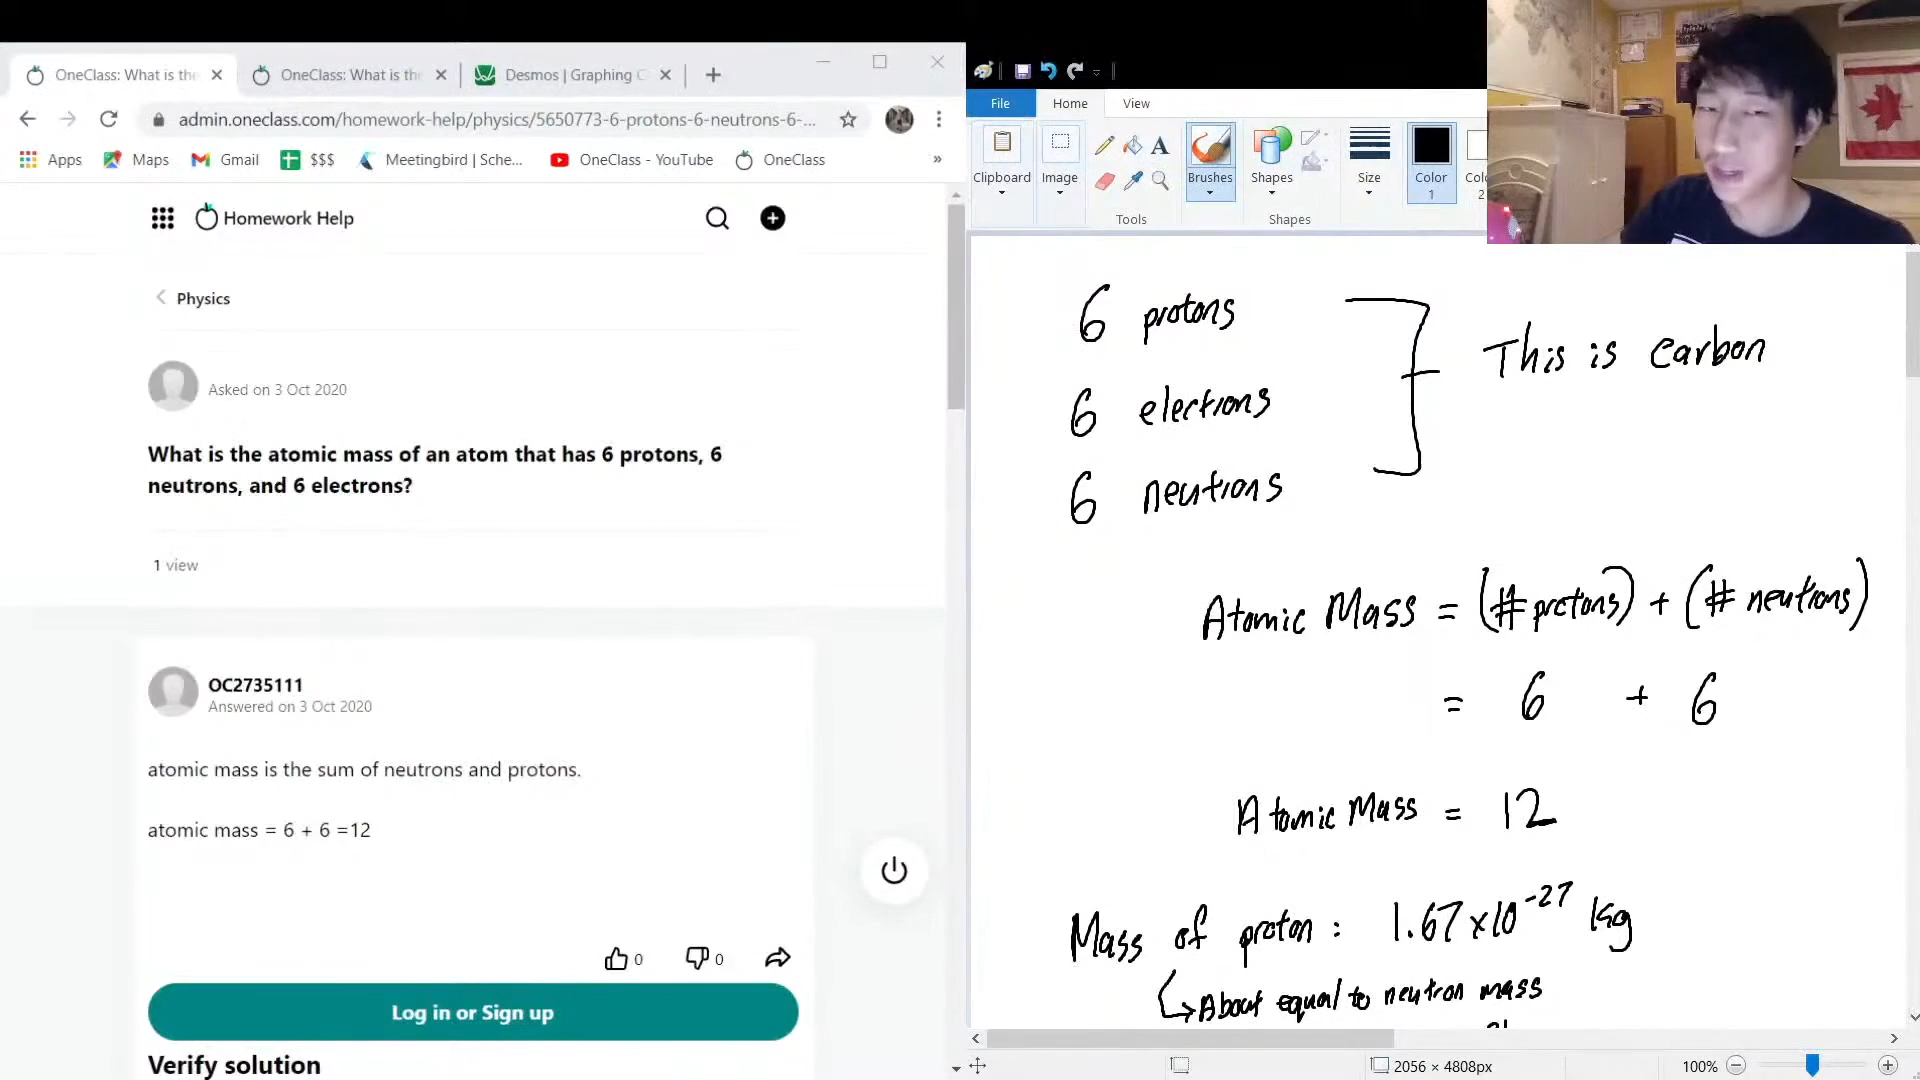 OneClass: What is the
OneClass: What is the
Desmos | Graphing C
admin.oneclass.com/homework-help/physics/5650773-6-protons-6-neutrons-6-...
Apps
Maps
Gmail
$$$
Meetingbird | Sche...
OneClass - YouTube
OneClass
»
Homework Help
Physics
Asked on 3 Oct 2020
What is the atomic mass of an atom that has 6 protons, 6
neutrons, and 6 electrons?
1 view
OC2735111
Answered on 3 Oct 2020
atomic mass is the sum of neutrons and protons.
atomic mass = 6 + 6 =12
0
0
Log in or Sign up
Verify solution
File
Home
View
Clipboard
Image
Tools
Brushes
Shapes
Shapes
Size
Color
1
2
6 protons
6 electrons
6 neutrons
This is carbon
Atomic Mass = (# protons) + (# neutrons)
= 6 + 6
Atomic Mass = 12
Mass of proton : 1.67 x 10⁻²⁷ kg
About equal to neutron mass
2056 × 4808px
100%